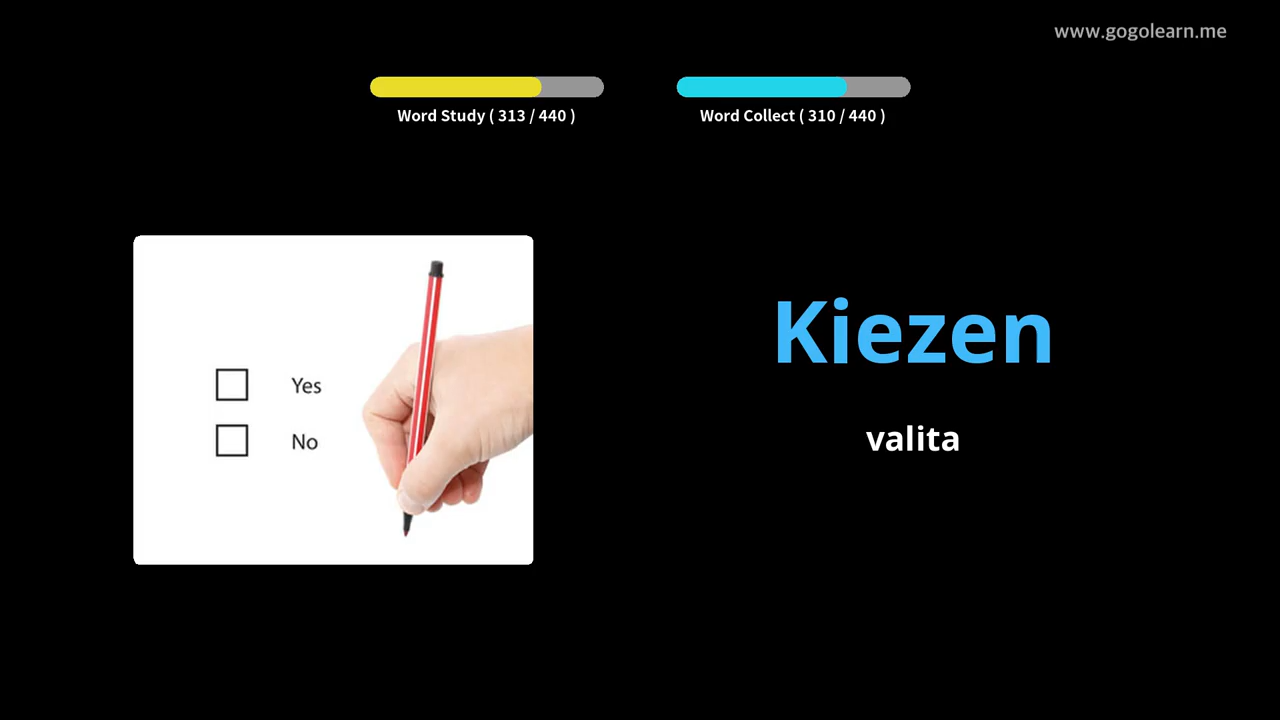 www.gogolearn.me
Word Study ( 313 / 440 )
Word Collect ( 310 / 440 )
Yes
No
Kiezen
valita